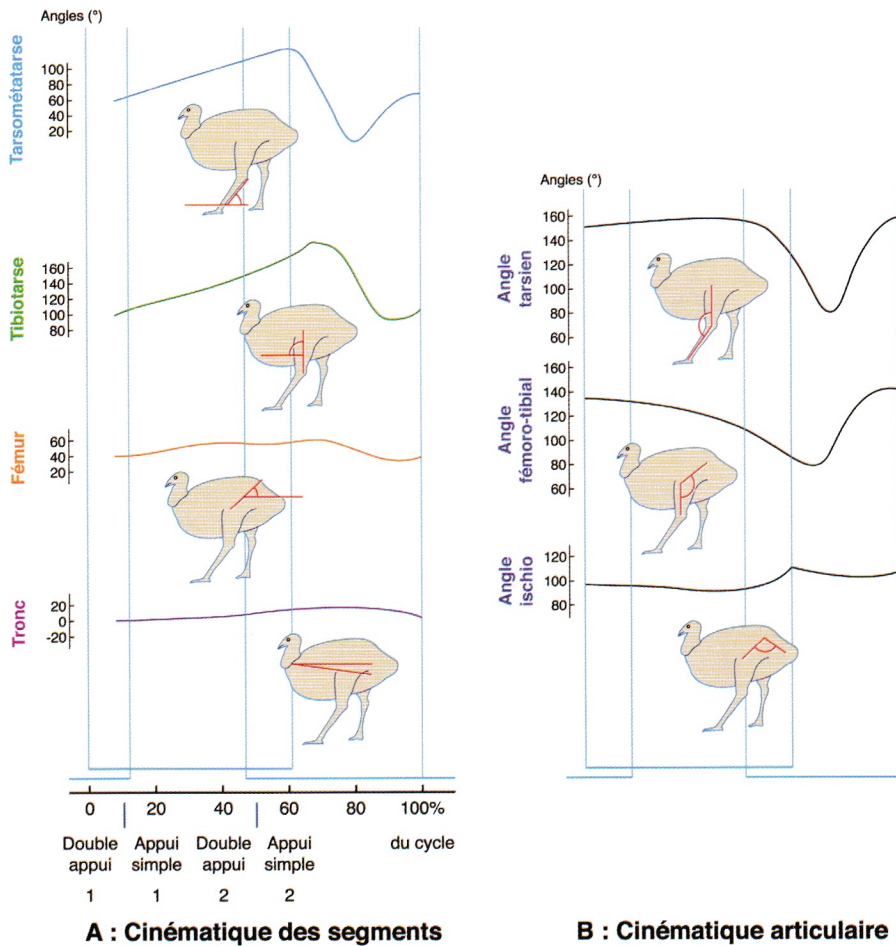 Angles (°)
Tarsométatarse
100
80
60
40
20
Tibiotarse
160
140
120
100
80
Fémur
60
40
20
Tronc
20
0
-20
0 20 40 60 80 100%
Double Appui Double Appui du cycle
appui simple appui simple
1 1 2 2
A : Cinématique des segments
Angles (°)
Angle
tarsien
160
140
120
100
80
60
Angle
fémoro-tibial
160
140
120
100
80
60
Angle
ischio
120
100
80
B : Cinématique articulaire